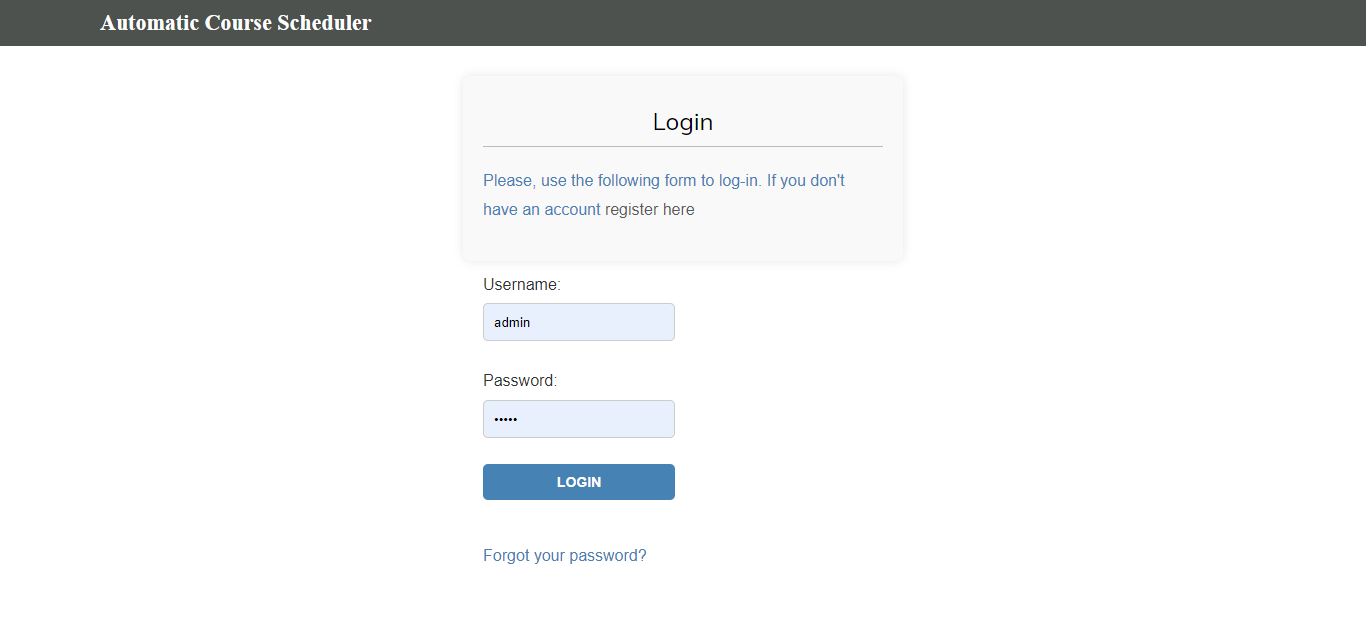 Automatic Course Scheduler
Login
Please, use the following form to log-in. If you don't
have an account register here
Username:
admin
Password:
•••••
LOGIN
Forgot your password?